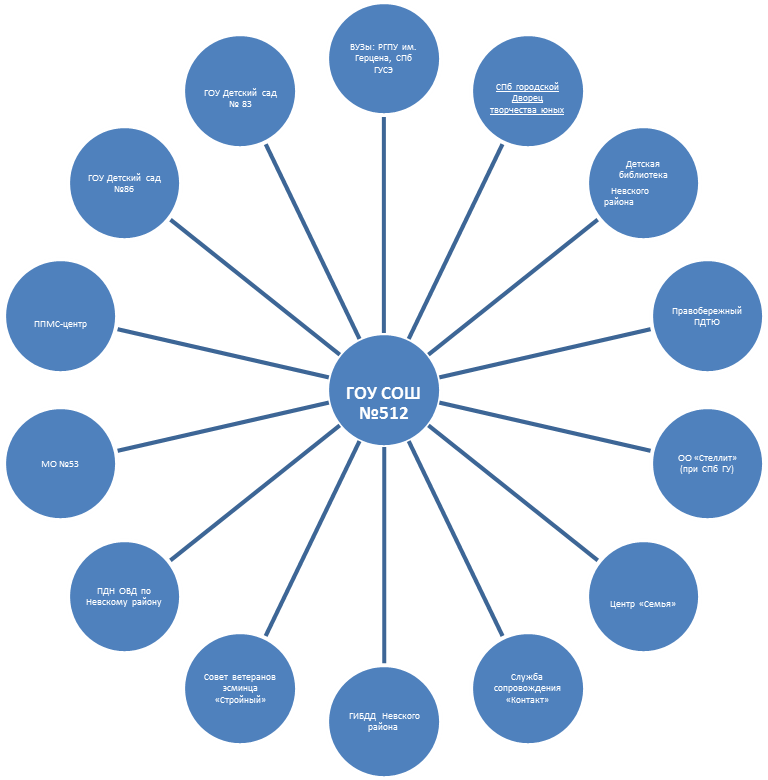 ВУЗы: РГПУ им.
Герцена, СПб
ГУСЭ
СПб городской
Дворец
творчества юных
Детская
библиотека
Невского
района
Правобережный
ПДТЮ
ОО «Стеллит»
(при СПб ГУ)
Центр «Семья»
Служба
сопровождения
«Контакт»
ГИБДД Невского
района
Совет ветеранов
эсминца
«Стройный»
ПДН ОВД по
Невскому району
МО №53
ППМС-центр
ГОУ Детский сад
№86
ГОУ Детский сад
№ 83
ГОУ СОШ
№512